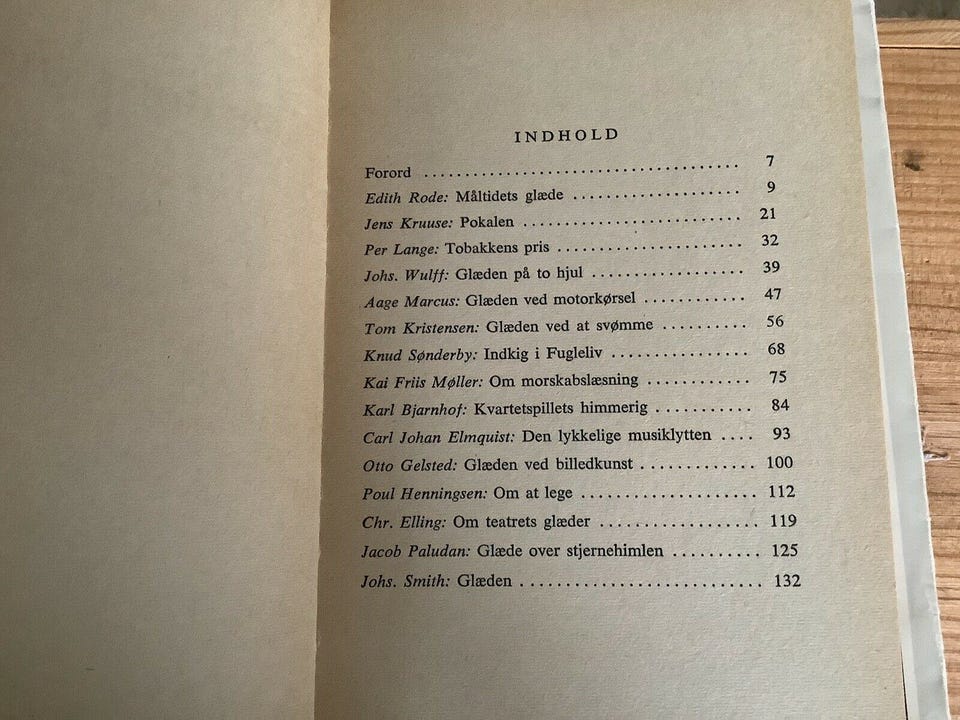 INDHOLD
Forord ..................................... 7
Edith Rode: Måltidets glæde ................... 9
Jens Kruuse: Pokalen ........................ 21
Per Lange: Tobakkens pris ..................... 32
Johs. Wulff: Glæden på to hjul ................. 39
Aage Marcus: Glæden ved motorkørsel ............ 47
Tom Kristensen: Glæden ved at svømme .......... 56
Knud Sønderby: Indkig i Fugleliv ................ 68
Kai Friis Møller: Om morskabslæsning ............ 75
Karl Bjarnhof: Kvartetspillets himmerig ........... 84
Carl Johan Elmquist: Den lykkelige musiklytten .... 93
Otto Gelsted: Glæden ved billedkunst ............. 100
Poul Henningsen: Om at lege .................... 112
Chr. Elling: Om teatrets glæder .................. 119
Jacob Paludan: Glæde over stjernehimlen .......... 125
Johs. Smith: Glæden ........................... 132